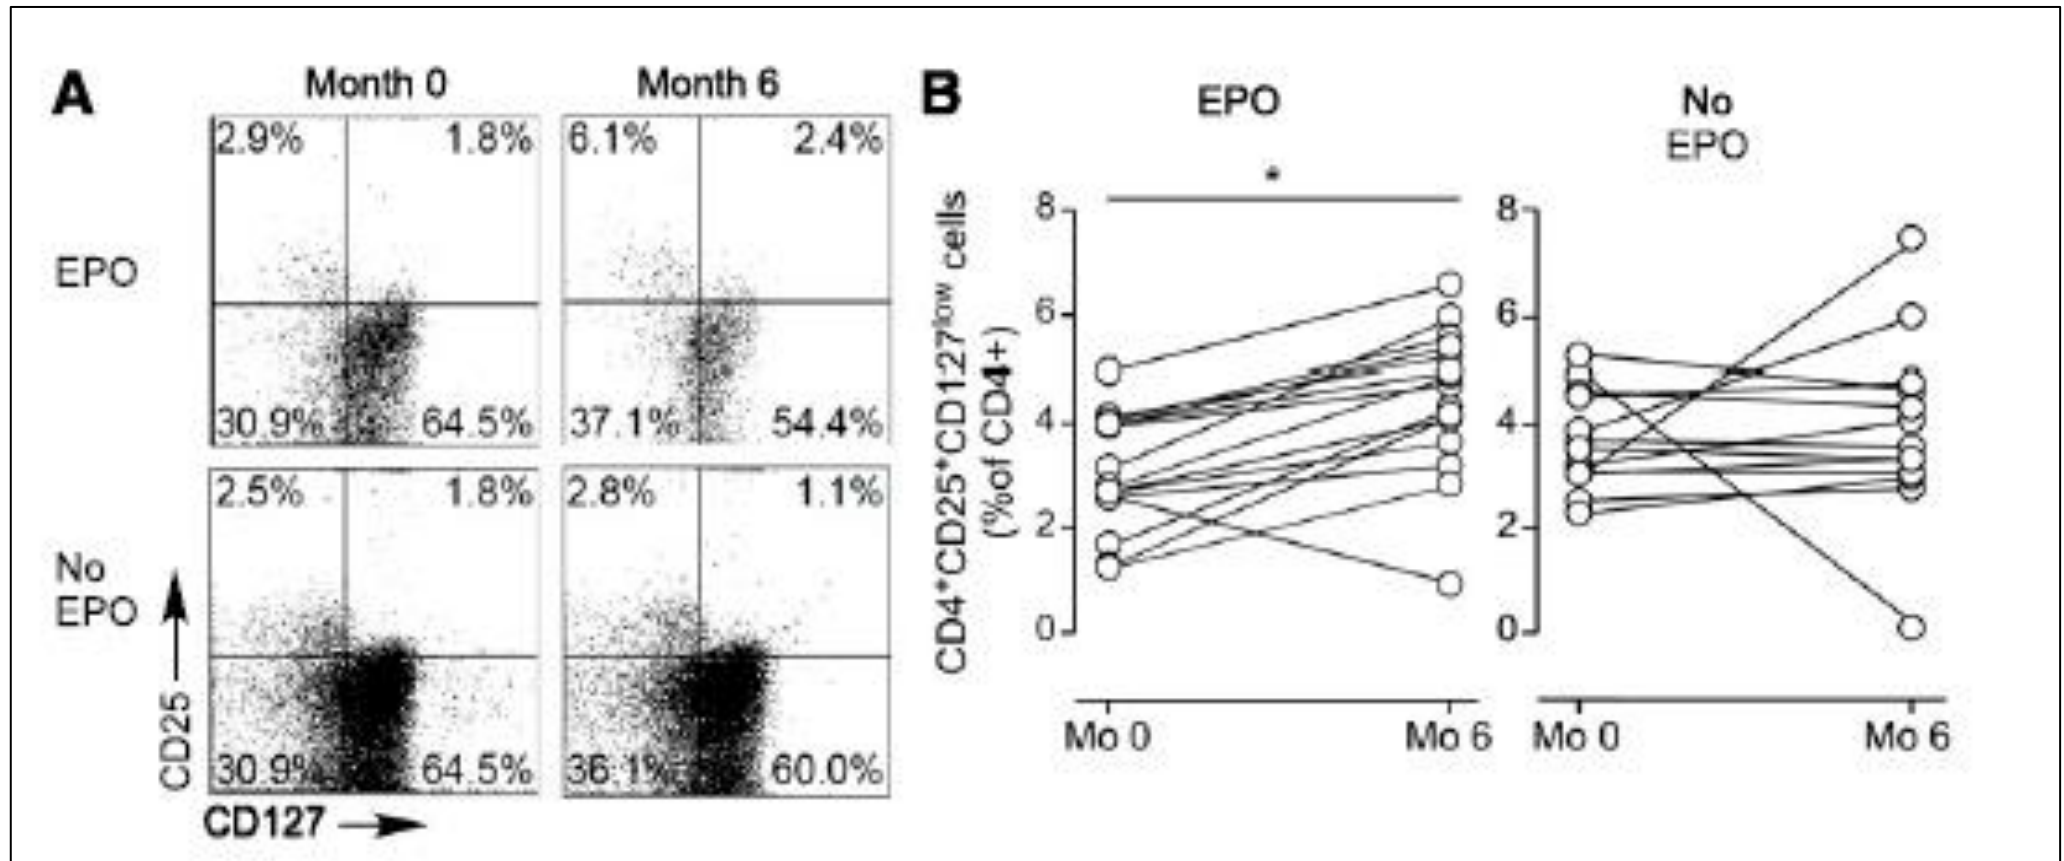 A
Month 0
Month 6
2.9%
1.8%
6.1%
2.4%
EPO
30.9%
64.5%
37.1%
54.4%
2.5%
1.8%
2.8%
1.1%
No
EPO
CD25
30.9%
64.5%
36.1%
60.0%
CD127
B
EPO
No
EPO
*
CD4+CD25+CD127low cells
(%of CD4+)
8
6
4
2
0
Mo 0
Mo 6
8
6
4
2
0
Mo 0
Mo 6